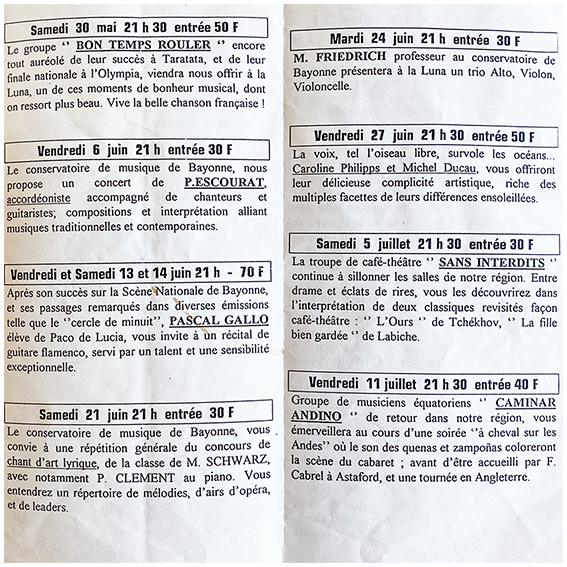 Samedi 30 mai 21 h 30 entrée 50 F
Le groupe ‘’ BON TEMPS ROULER ‘’ encore
tout auréolé de leur succès à Taratata, et de leur
finale nationale à l’Olympia, viendra nous offrir à la
Luna, un de ces moments de bonheur musical, dont
on ressort plus beau. Vive la belle chanson française !
Vendredi 6 juin 21 h entrée 30 F
Le conservatoire de musique de Bayonne, nous
propose un concert de P.ESCOURAT,
accordéoniste accompagné de chanteurs et
guitaristes; compositions et interprétation alliant
musiques traditionnelles et contemporaines.
Vendredi et Samedi 13 et 14 juin 21 h - 70 F
Après son succès sur la Scène Nationale de Bayonne,
et ses passages remarqués dans diverses émissions
telle que le ‘’cercle de minuit’’, PASCAL GALLO
élève de Paco de Lucia, vous invite à un récital de
guitare flamenco, servi par un talent et une sensibilité
exceptionnelle.
Samedi 21 juin 21 h entrée 30 F
Le conservatoire de musique de Bayonne, vous
convie à une répétition générale du concours de
chant d’art lyrique, de la classe de M. SCHWARZ,
avec notamment P. CLEMENT au piano. Vous
entendrez un répertoire de mélodies, d’airs d’opéra,
et de leaders.
Mardi 24 juin 21 h entrée 30 F
M. FRIEDRICH professeur au conservatoire de
Bayonne présentera à la Luna un trio Alto, Violon,
Violoncelle.
Vendredi 27 juin 21 h 30 entrée 50 F
La voix, tel l’oiseau libre, survole les océans...
Caroline Philipps et Michel Ducau, vous offriront
leur délicieuse complicité artistique, riche des
multiples facettes de leurs différences ensoleillées.
Samedi 5 juillet 21 h 30 entrée 30 F
La troupe de café-théâtre ‘’ SANS INTERDITS ‘’
continue à sillonner les salles de notre région. Entre
drame et éclats de rires, vous les découvrirez dans
l’interprétation de deux classiques revisités façon
café-théâtre : ‘’ L’Ours ‘’ de Tchékhov, ‘’ La fille
bien gardée ‘’ de Labiche.
Vendredi 11 juillet 21 h 30 entrée 40 F
Groupe de musiciens équatoriens ‘’ CAMINAR
ANDINO ‘’ de retour dans notre région, vous
émerveillera au cours d’une soirée ‘’à cheval sur les
Andes’’ où le son des quenas et zampoñas coloreront
la scène du cabaret ; avant d’être accueilli par F.
Cabrel à Astaford, et une tournée en Angleterre.